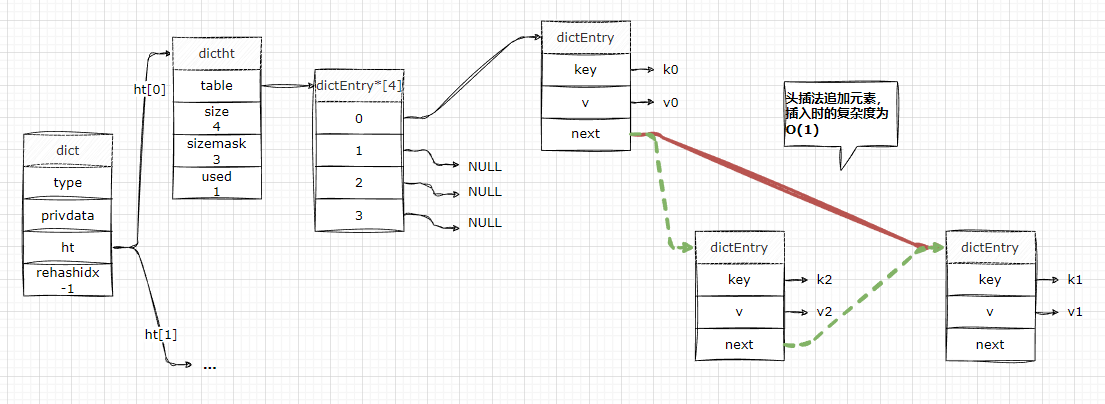 dict
type
privdata
ht
rehashidx
-1
ht[0]
ht[1]
...
dictht
table
size
4
sizemask
3
used
1
dictEntry*[4]
0
1
2
3
NULL
NULL
NULL
dictEntry
key
v
next
k0
v0
头插法追加元素,
插入时的复杂度为
O(1)
dictEntry
key
v
next
k2
v2
dictEntry
key
v
next
k1
v1